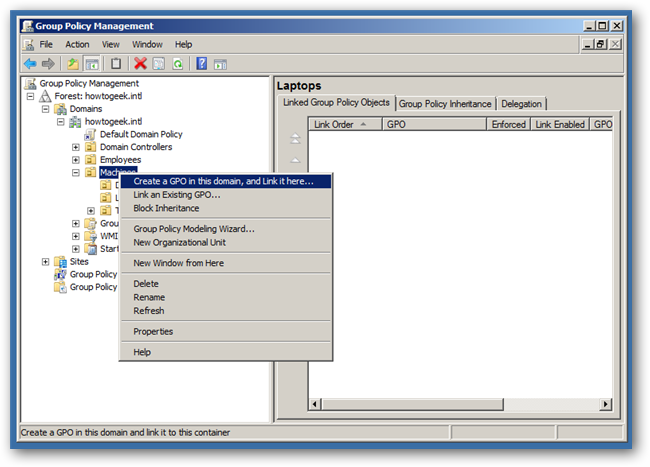 Group Policy Management
File Action View Window Help
Group Policy Management
Forest: howtogeek.intl
Domains
howtogeek.intl
Default Domain Policy
Domain Controllers
Employees
Machines
Grou
WMI
Start
Sites
Group Policy
Group Policy
Create a GPO in this domain, and Link it here...
Link an Existing GPO...
Block Inheritance
Group Policy Modeling Wizard...
New Organizational Unit
New Window from Here
Delete
Rename
Refresh
Properties
Help
Laptops
Linked Group Policy Objects Group Policy Inheritance Delegation
Link Order GPO Enforced Link Enabled GPO
Create a GPO in this domain and link it to this container